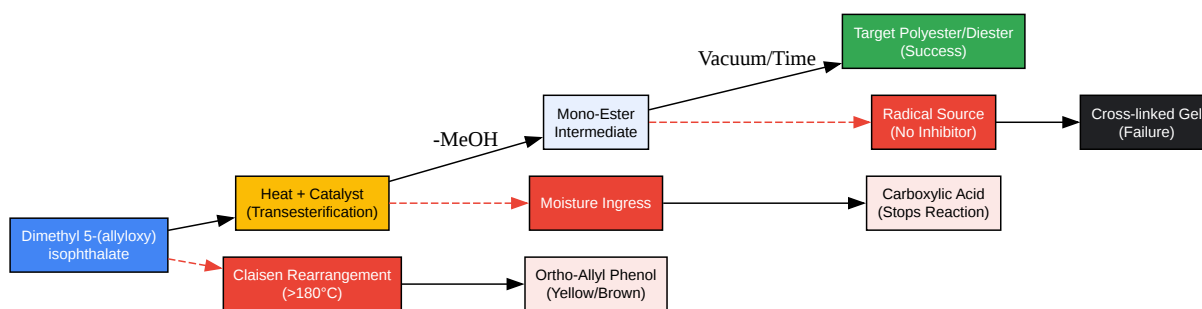 Target Polyester/Diester
(Success)
Vacuum/Time
Mono-Ester
Intermediate
Radical Source
(No Inhibitor)
Cross-linked Gel
(Failure)
-MeOH
Heat + Catalyst
(Transesterification)
Moisture Ingress
Carboxylic Acid
(Stops Reaction)
Dimethyl 5-(allyloxy)
isophthalate
Claisen Rearrangement
(>180°C)
Ortho-Allyl Phenol
(Yellow/Brown)